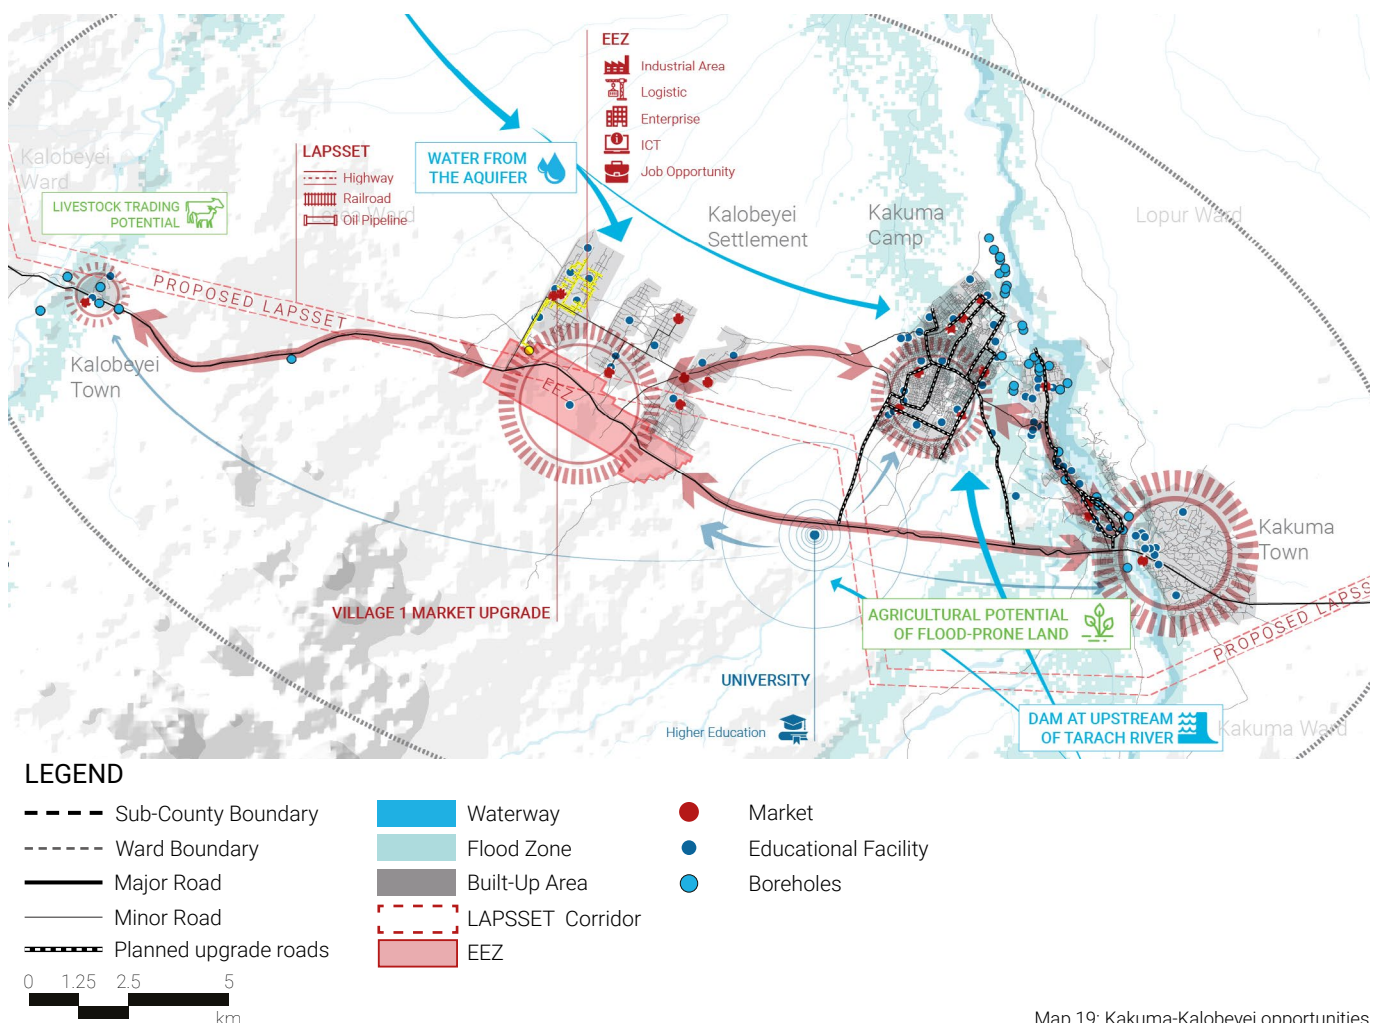 EEZ
Industrial Area
Logistic
Enterprise
ICT
Job Opportunity
LAPSSET
Highway
Railroad
Oil Pipeline
WATER FROM
THE AQUIFER
Kalobeyei
Ward
LIVESTOCK TRADING
POTENTIAL
Ward
Kalobeyei
Settlement
Kakuma
Camp
Lopur Ward
PROPOSED LAPSSET
Kalobeyei
Town
EEZ
Kakuma
Town
VILLAGE 1 MARKET UPGRADE
AGRICULTURAL POTENTIAL
OF FLOOD-PRONE LAND
PROPOSED LAPSS
UNIVERSITY
Higher Education
DAM AT UPSTREAM
OF TARACH RIVER
Kakuma Ward
LEGEND
Sub-County Boundary
Ward Boundary
Major Road
Minor Road
Planned upgrade roads
Waterway
Flood Zone
Built-Up Area
LAPSSET Corridor
EEZ
Market
Educational Facility
Boreholes
0 1.25 2.5 5
km
Map 19: Kakuma-Kalobeyei opportunities